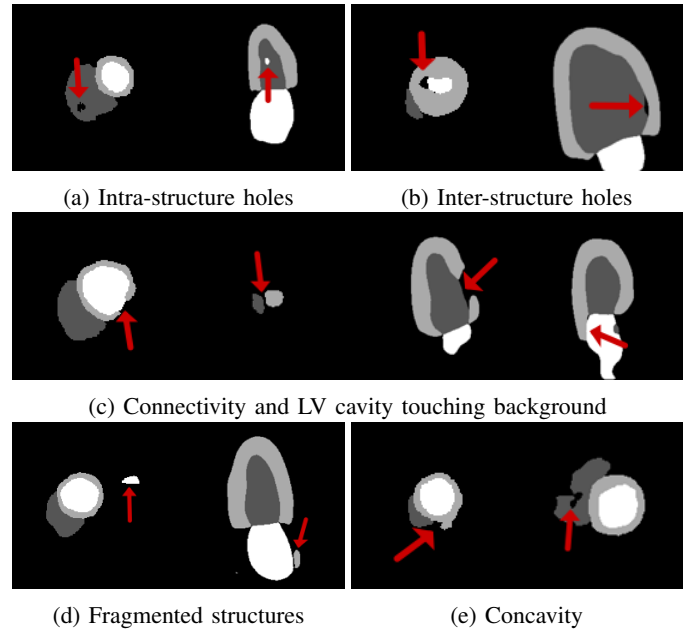 (a) Intra-structure holes
(b) Inter-structure holes
(c) Connectivity and LV cavity touching background
(d) Fragmented structures
(e) Concavity